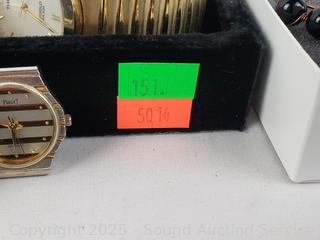 151.
5014
PIAGET
Copyright 2025 - Sound Auction Service